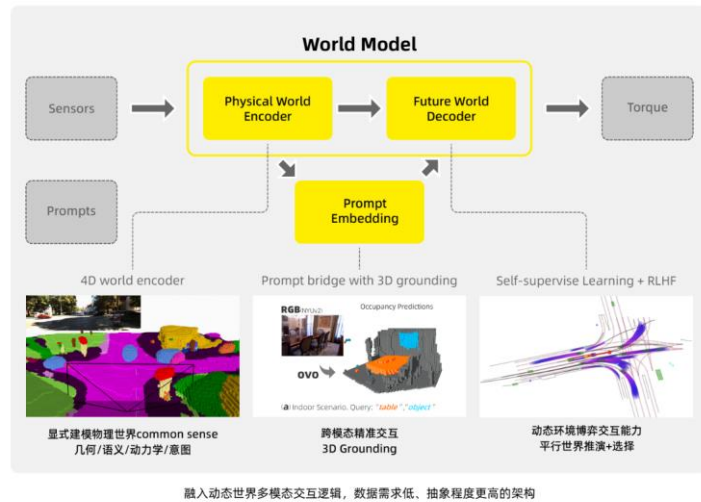 World Model
Sensors
Physical World
Encoder
Future World
Decoder
Torque
Prompts
Prompt
Embedding
4D world encoder
Prompt bridge with 3D grounding
Self-supervise Learning + RLHF
RGB(NYUv2)
Occupancy Predictions
OVO
(a) Indoor Scenario, Query: "table", "object"
显式建模物理世界common sense
几何/语义/动力学/意图
跨模态精准交互
3D Grounding
动态环境博弈交互能力
平行世界推演+选择
融入动态世界多模态交互逻辑，数据需求低、抽象程度更高的架构